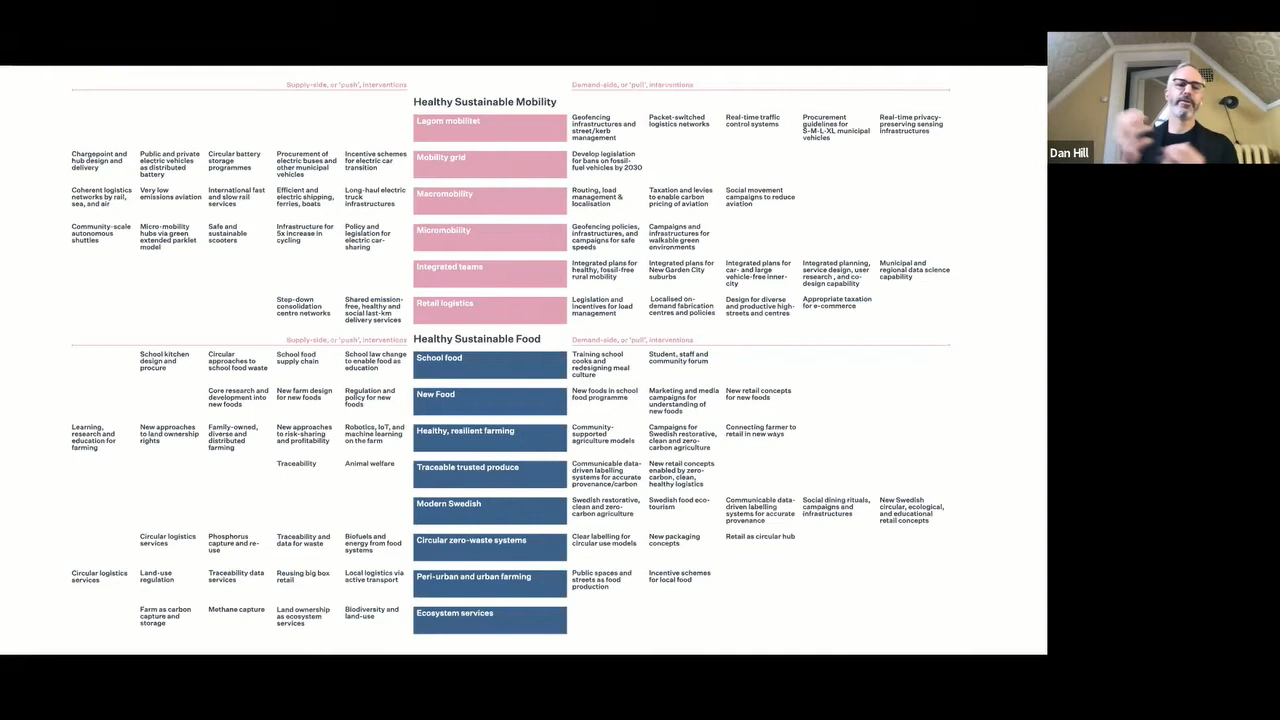 Supply-side, or 'push', interventions
Demand-side, or 'pull', interventions
Healthy Sustainable Mobility
Lagom mobilitet
Geofencing
infrastructures and
street/kerb
management
Packet-switched
logistics networks
Real-time traffic
control systems
Procurement
guidelines for
S-M-L-XL municipal
vehicles
Real-time privacy-
preserving sensing
infrastructures
Chargepoint and
hub design and
delivery
Public and private
electric vehicles
as distributed
battery
Circular battery
storage
programmes
Procurement of
electric buses and
other municipal
vehicles
Incentive schemes
for electric car
transition
Mobility grid
Develop legislation
for bans on fossil-
fuel vehicles by 2030
Coherent logistics
networks by rail,
sea, and air
Very low
emissions aviation
International fast
and slow rail
services
Efficient and
electric shipping,
ferries, boats
Long-haul electric
truck
infrastructures
Macromobility
Routing, load
management &
localisation
Taxation and levies
to enable carbon
pricing of aviation
Social movement
campaigns to reduce
aviation
Community-scale
autonomous
shuttles
Micro-mobility
hubs via green
extended parklet
model
Safe and
sustainable
scooters
Infrastructure for
5x increase in
cycling
Policy and
legislation for
electric car-
sharing
Micromobility
Geofencing policies,
infrastructures, and
campaigns for safe
speeds
Campaigns and
infrastructures for
walkable green
environments
Integrated teams
Integrated plans for
healthy, fossil-free
rural mobility
Integrated plans for
New Garden City
suburbs
Integrated plans for
car- and large
vehicle-free inner-
city
Integrated planning,
service design, user
research , and co-
design capability
Municipal and
regional data science
capability
Step-down
consolidation
centre networks
Shared emission-
free, healthy and
social last-km
delivery services
Retail logistics
Legislation and
incentives for load
management
Localised on-
demand fabrication
centres and policies
Design for diverse
and productive high-
streets and centres
Appropriate taxation
for e-commerce
Supply-side, or 'push', interventions
Healthy Sustainable Food
Demand-side, or 'pull', interventions
School kitchen
design and
procure
Circular
approaches to
school food waste
School food
supply chain
School law change
to enable food as
education
School food
Training school
cooks and
redesigning meal
culture
Student, staff and
community forum
Core research and
development into
new foods
New farm design
for new foods
Regulation and
policy for new
foods
New Food
New foods in school
food programme
Marketing and media
campaigns for
understanding of
new foods
New retail concepts
for new foods
Learning,
research and
education for
farming
New approaches
to land ownership
rights
Family-owned,
diverse and
distributed
farming
New approaches
to risk-sharing
and profitability
Robotics, IoT, and
machine learning
on the farm
Healthy, resilient farming
Community-
supported
agriculture models
Campaigns for
Swedish restorative,
clean and zero-
carbon agriculture
Connecting farmer to
retail in new ways
Traceability
Animal welfare
Traceable trusted produce
Communicable data-
driven labelling
systems for accurate
provenance/carbon
New retail concepts
enabled by zero-
carbon, clean,
healthy logistics
Modern Swedish
Swedish restorative,
clean and zero-
carbon agriculture
Swedish food eco-
tourism
Communicable data-
driven labelling
systems for accurate
provenance
Social dining rituals,
campaigns and
infrastructures
New Swedish
circular, ecological,
and educational
retail concepts
Circular logistics
services
Phosphorus
capture and re-
use
Traceability and
data for waste
Biofuels and
energy from food
systems
Circular zero-waste systems
Clear labelling for
circular use models
New packaging
concepts
Retail as circular hub
Circular logistics
services
Land-use
regulation
Traceability data
services
Reusing big box
retail
Local logistics via
active transport
Peri-urban and urban farming
Public spaces and
streets as food
production
Incentive schemes
for local food
Farm as carbon
capture and
storage
Methane capture
Land ownership
as ecosystem
services
Biodiversity and
land-use
Ecosystem services
Dan Hill